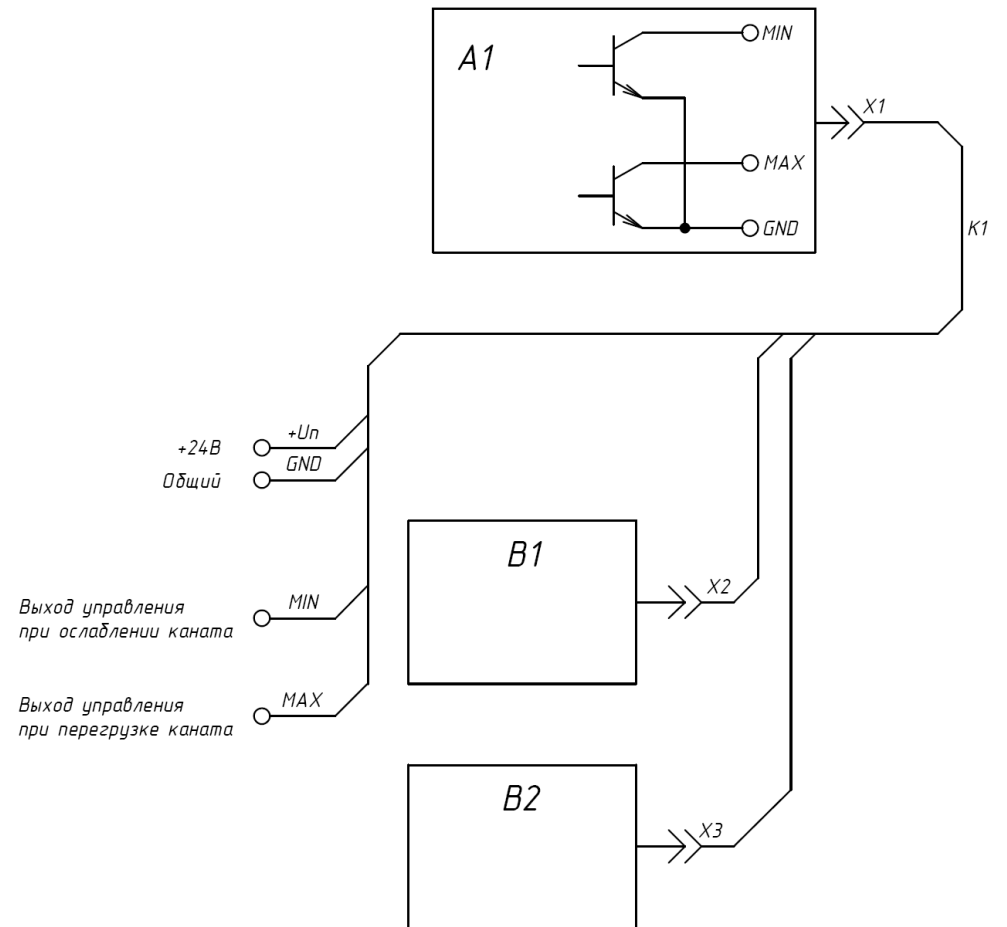 A1
MIN
MAX
GND
X1
K1
+Uп
+24В
GND
Общий
B1
X2
MIN
Выход управления
при ослаблении каната
MAX
Выход управления
при перегрузке каната
B2
X3